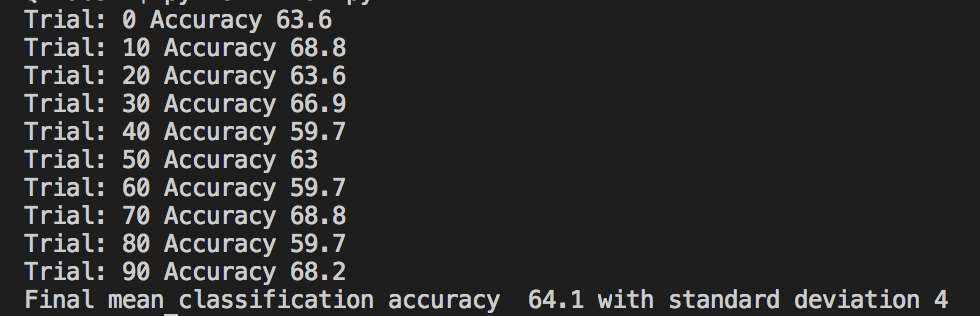 Trial: 0 Accuracy 63.6
Trial: 10 Accuracy 68.8
Trial: 20 Accuracy 63.6
Trial: 30 Accuracy 66.9
Trial: 40 Accuracy 59.7
Trial: 50 Accuracy 63
Trial: 60 Accuracy 59.7
Trial: 70 Accuracy 68.8
Trial: 80 Accuracy 59.7
Trial: 90 Accuracy 68.2
Final mean classification accuracy  64.1 with standard deviation 4